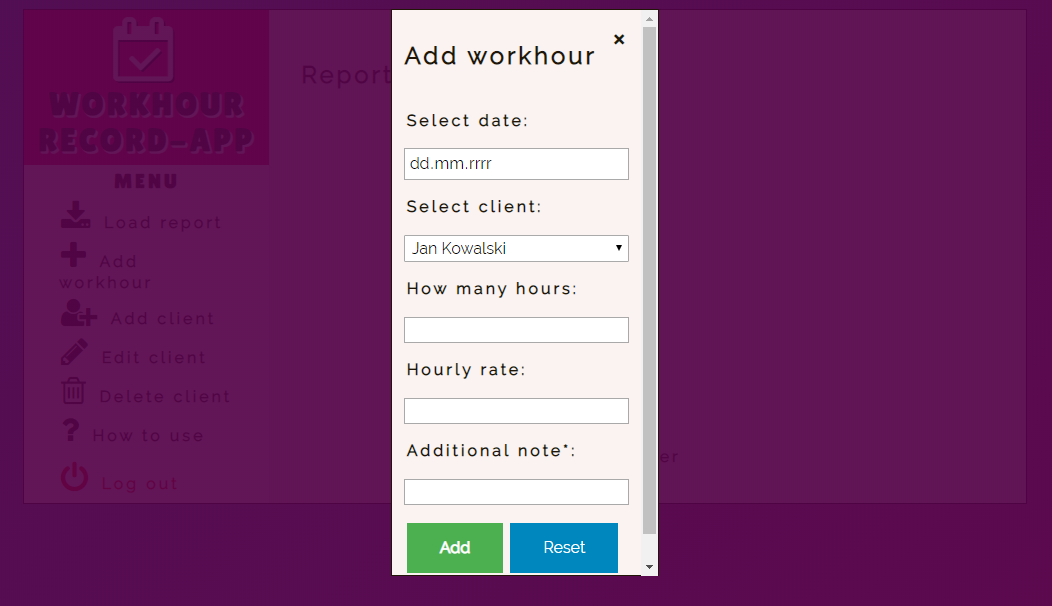 WORKHOUR
RECORD-APP
MENU
Load report
Add
workhour
Add client
Edit client
Delete client
? How to use
Log out
Report
Add workhour
×
Select date:
dd.mm.rrrr
Select client:
Jan Kowalski
How many hours:
Hourly rate:
Additional note*:
Add
Reset
er